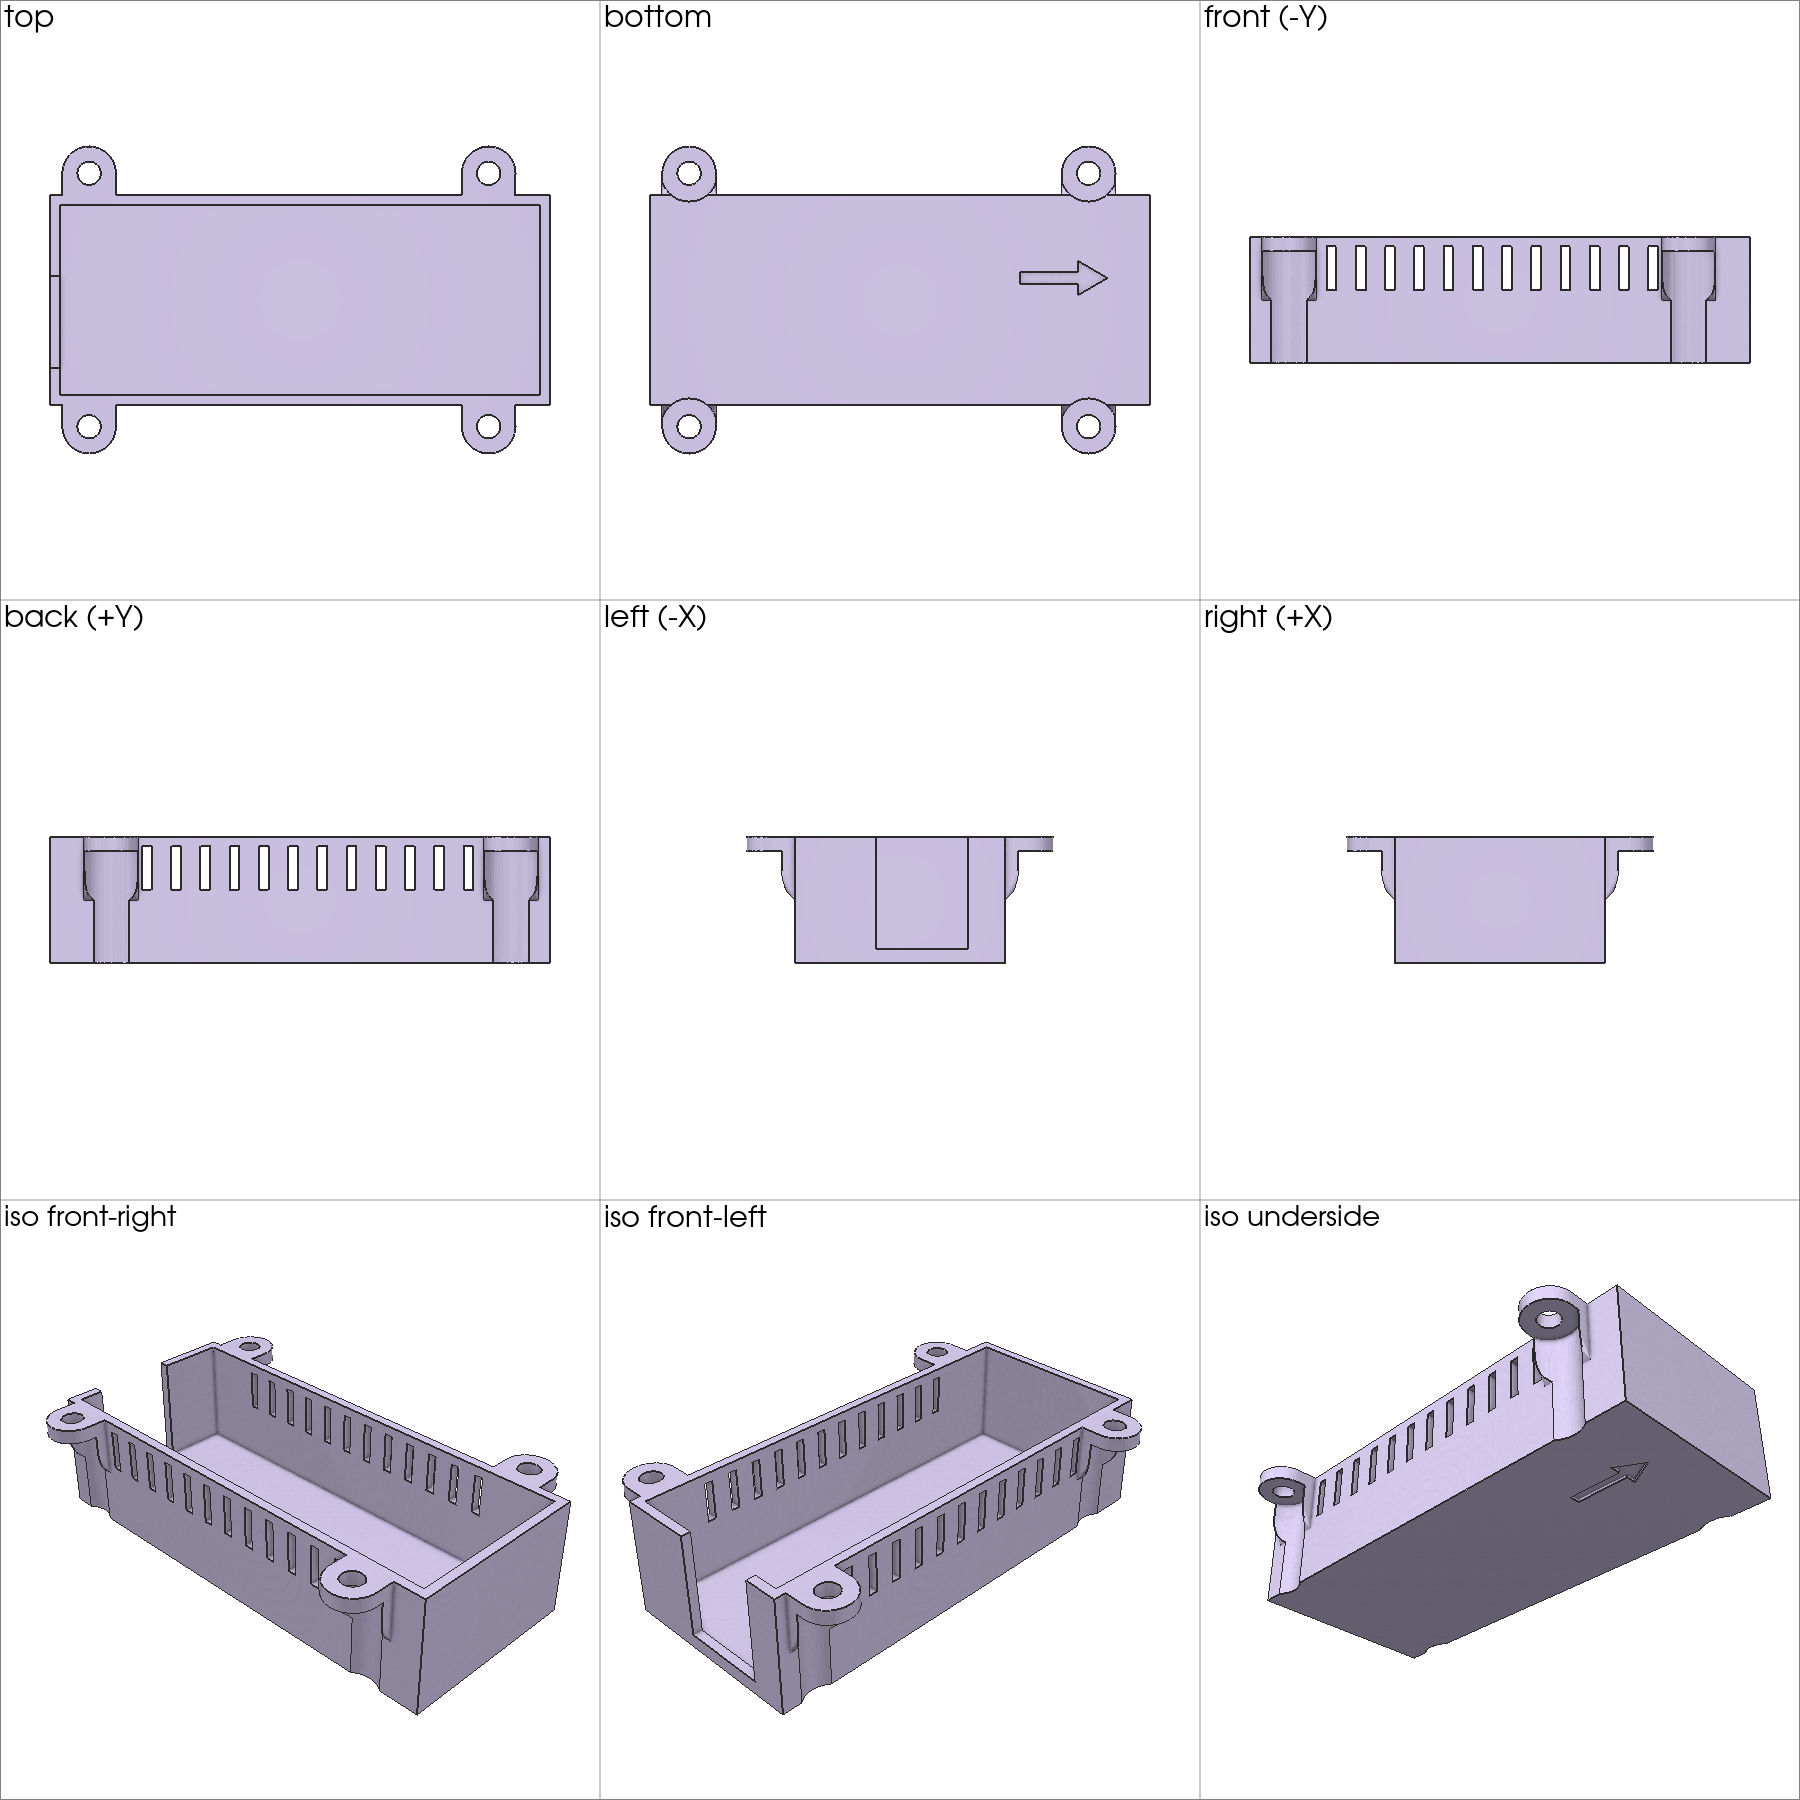 top
bottom
front (-Y)
back (+Y)
left (-X)
right (+X)
iso front-right
iso front-left
iso underside